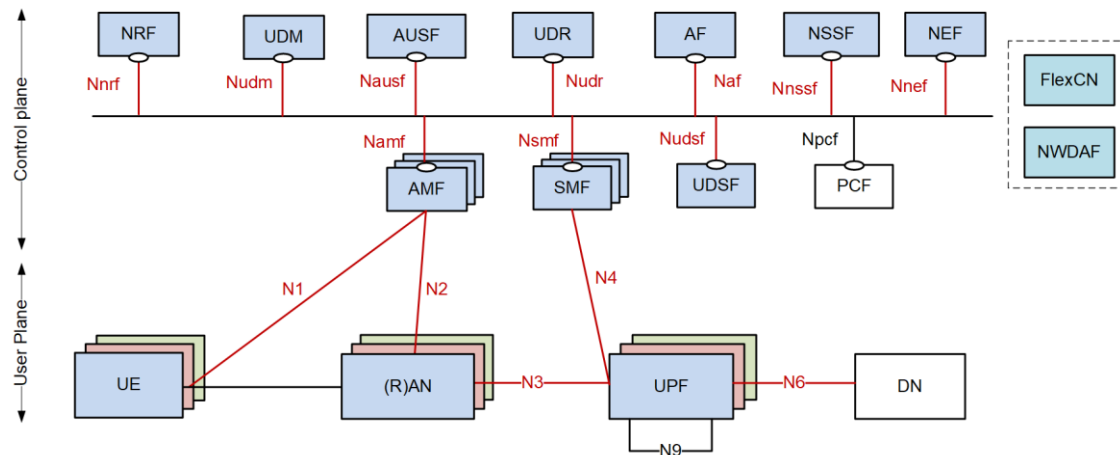 Control plane
User Plane
NRF
UDM
AUSF
UDR
AF
NSSF
NEF
FlexCN
NWDAF
Nnrf
Nudm
Nausf
Nudr
Naf
Nnssf
Nnef
Namf
Nsmf
Nudsf
Npcf
AMF
SMF
UDSF
PCF
N1
N2
N4
UE
(R)AN
N3
UPF
N6
DN
N9